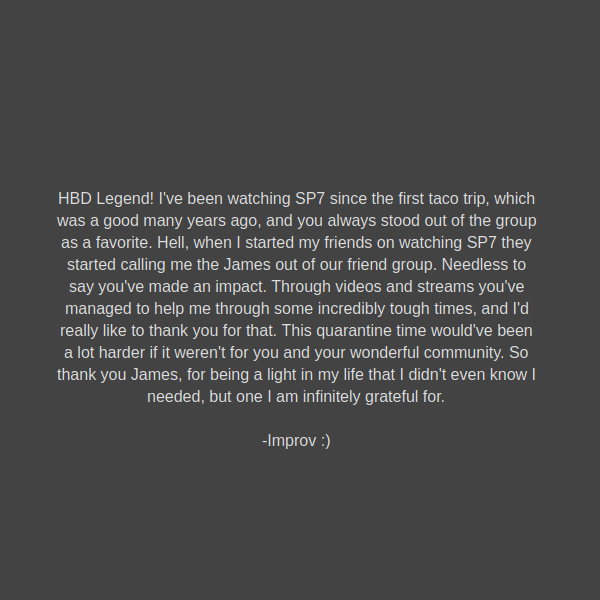 HBD Legend! I've been watching SP7 since the first taco trip, which
was a good many years ago, and you always stood out of the group
as a favorite. Hell, when I started my friends on watching SP7 they
started calling me the James out of our friend group. Needless to
say you've made an impact. Through videos and streams you've
managed to help me through some incredibly tough times, and I'd
really like to thank you for that. This quarantine time would've been
a lot harder if it weren't for you and your wonderful community. So
thank you James, for being a light in my life that I didn't even know I
needed, but one I am infinitely grateful for.
-Improv :)